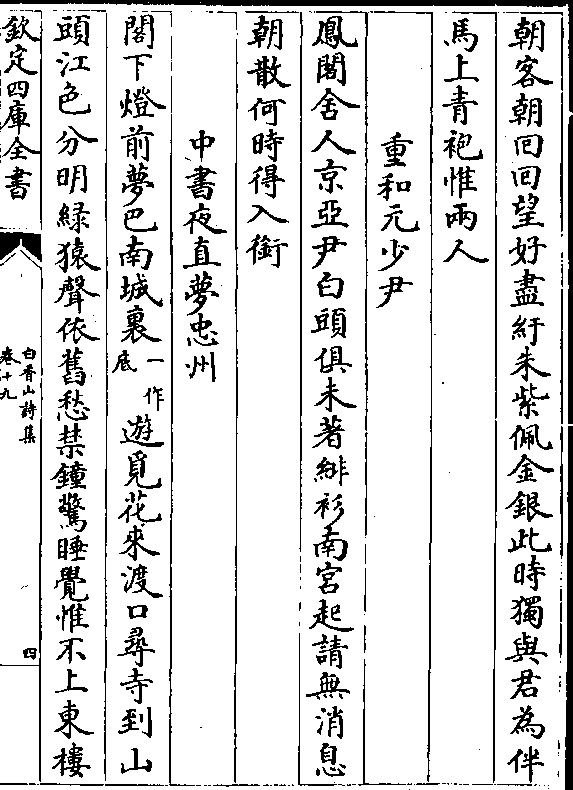 朝客朝回回望好盡紆朱紫佩金銀此時獨與君為伴
馬上青袍惟兩人
重和元少尹
鳳閣舍人京亞尹白頭俱未著緋衫南宮起請無消息
朝散何時得入銜
中書夜直夢忠州
閣下燈前夢巴南城裏一作底遊覓花來渡口尋寺到山
頭江色分明緑猿聲依舊愁禁鐘驚睡覺惟不上東樓
欽定四庫全書
白香山詩集
卷十九
四